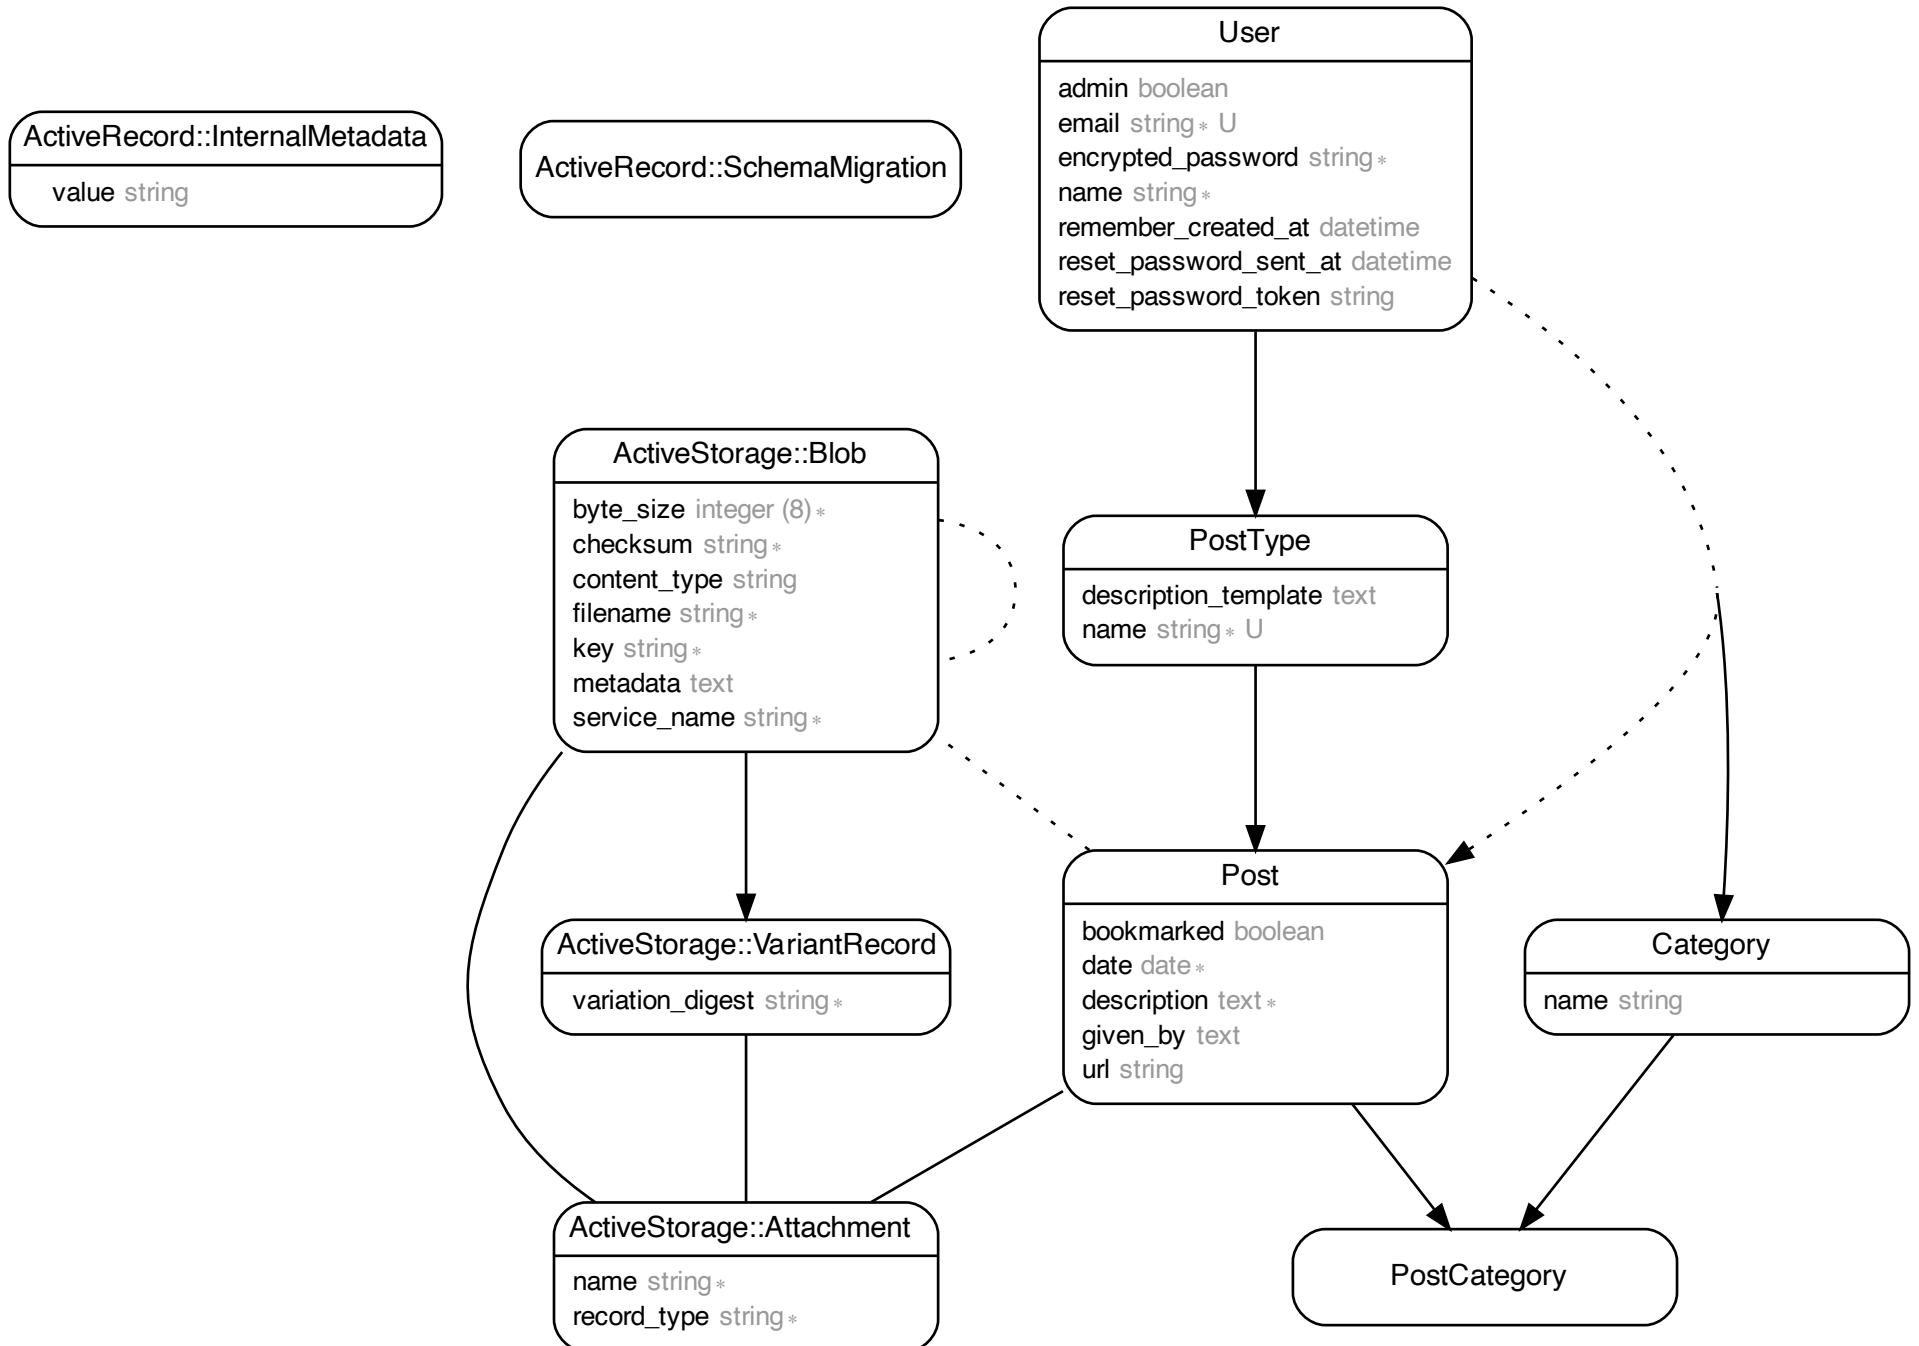 User
admin boolean
email string∗ U
encrypted_password string∗
name string∗
remember_created_at datetime
reset_password_sent_at datetime
reset_password_token string
ActiveRecord::InternalMetadata
value string
ActiveRecord::SchemaMigration
ActiveStorage::Blob
byte_size integer (8)∗
checksum string∗
content_type string
filename string∗
key string∗
metadata text
service_name string∗
PostType
description_template text
name string∗ U
Post
bookmarked boolean
date date∗
description text∗
given_by text
url string
ActiveStorage::VariantRecord
variation_digest string∗
Category
name string
ActiveStorage::Attachment
name string∗
record_type string∗
PostCategory